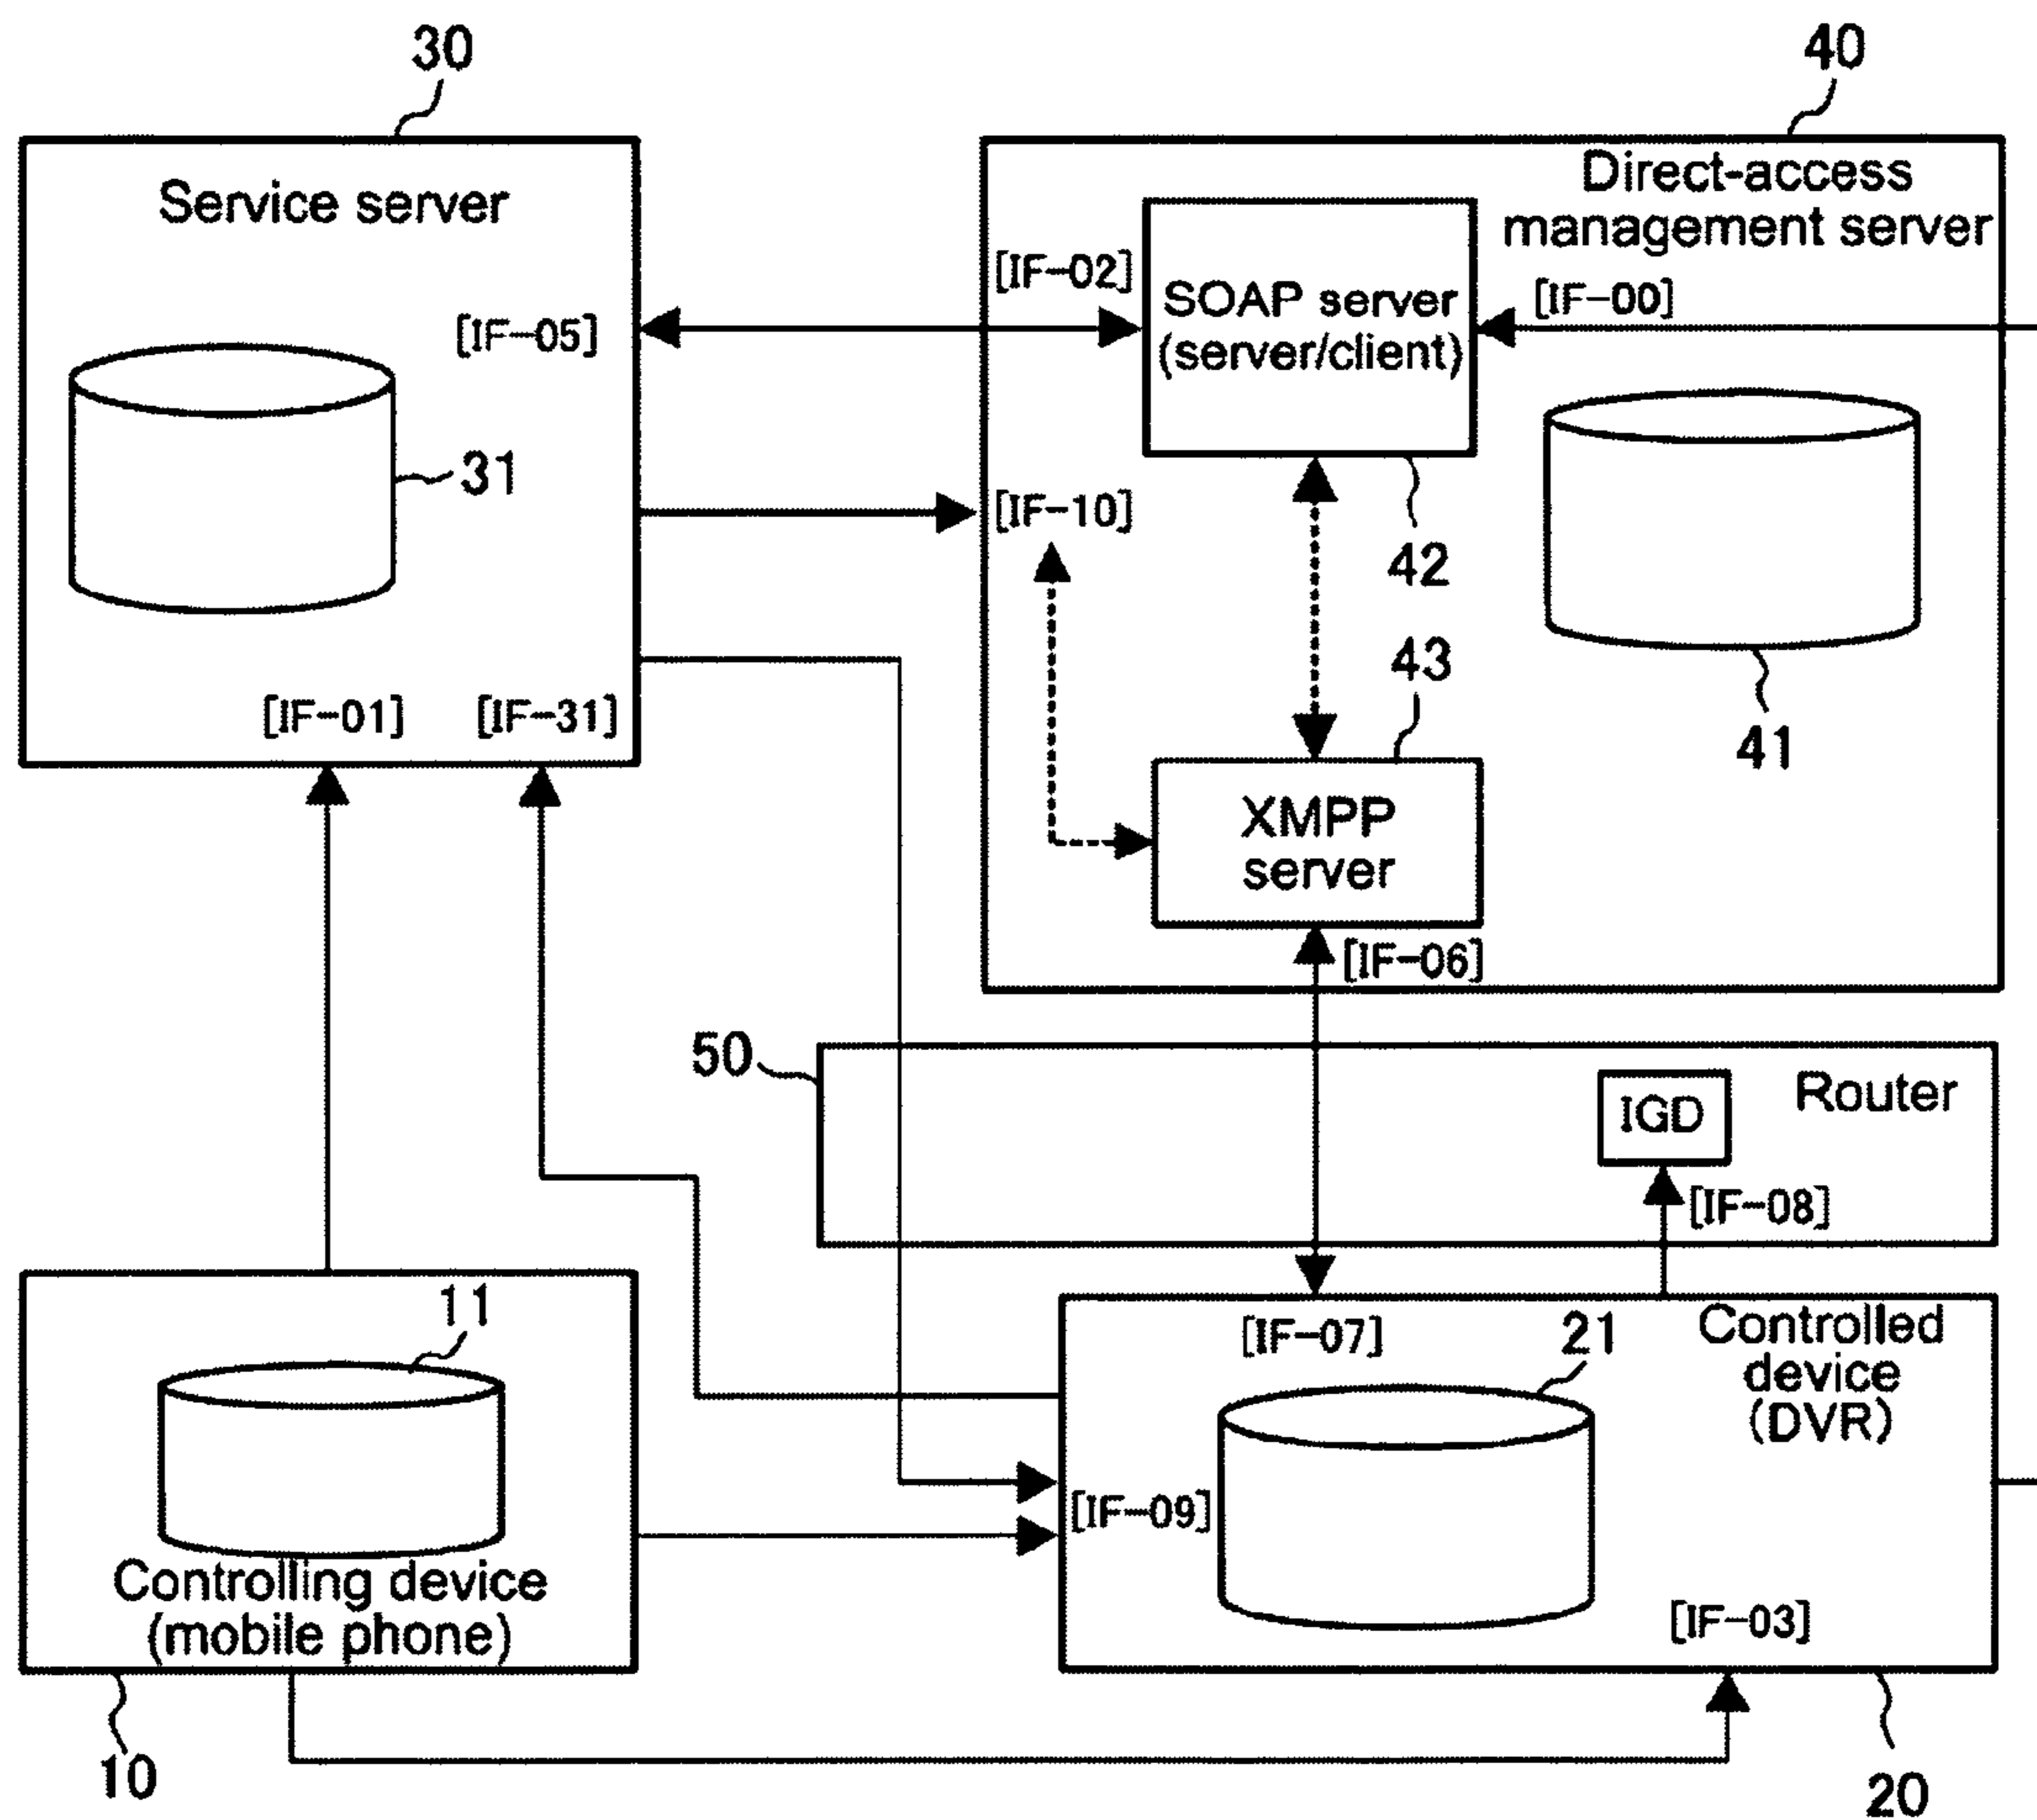 30
40
Service server
Direct-access
management server
[IF-02]
SOAP server
(server/client)
[IF-00]
[IF-05]
31
[IF-10]
42
43
41
[IF-01]
[IF-31]
XMPP
server
[IF-06]
50
Router
IGD
[IF-08]
11
[IF-07]
21
Controlled
device
(DVR)
[IF-09]
Controlling device
(mobile phone)
[IF-03]
10
20